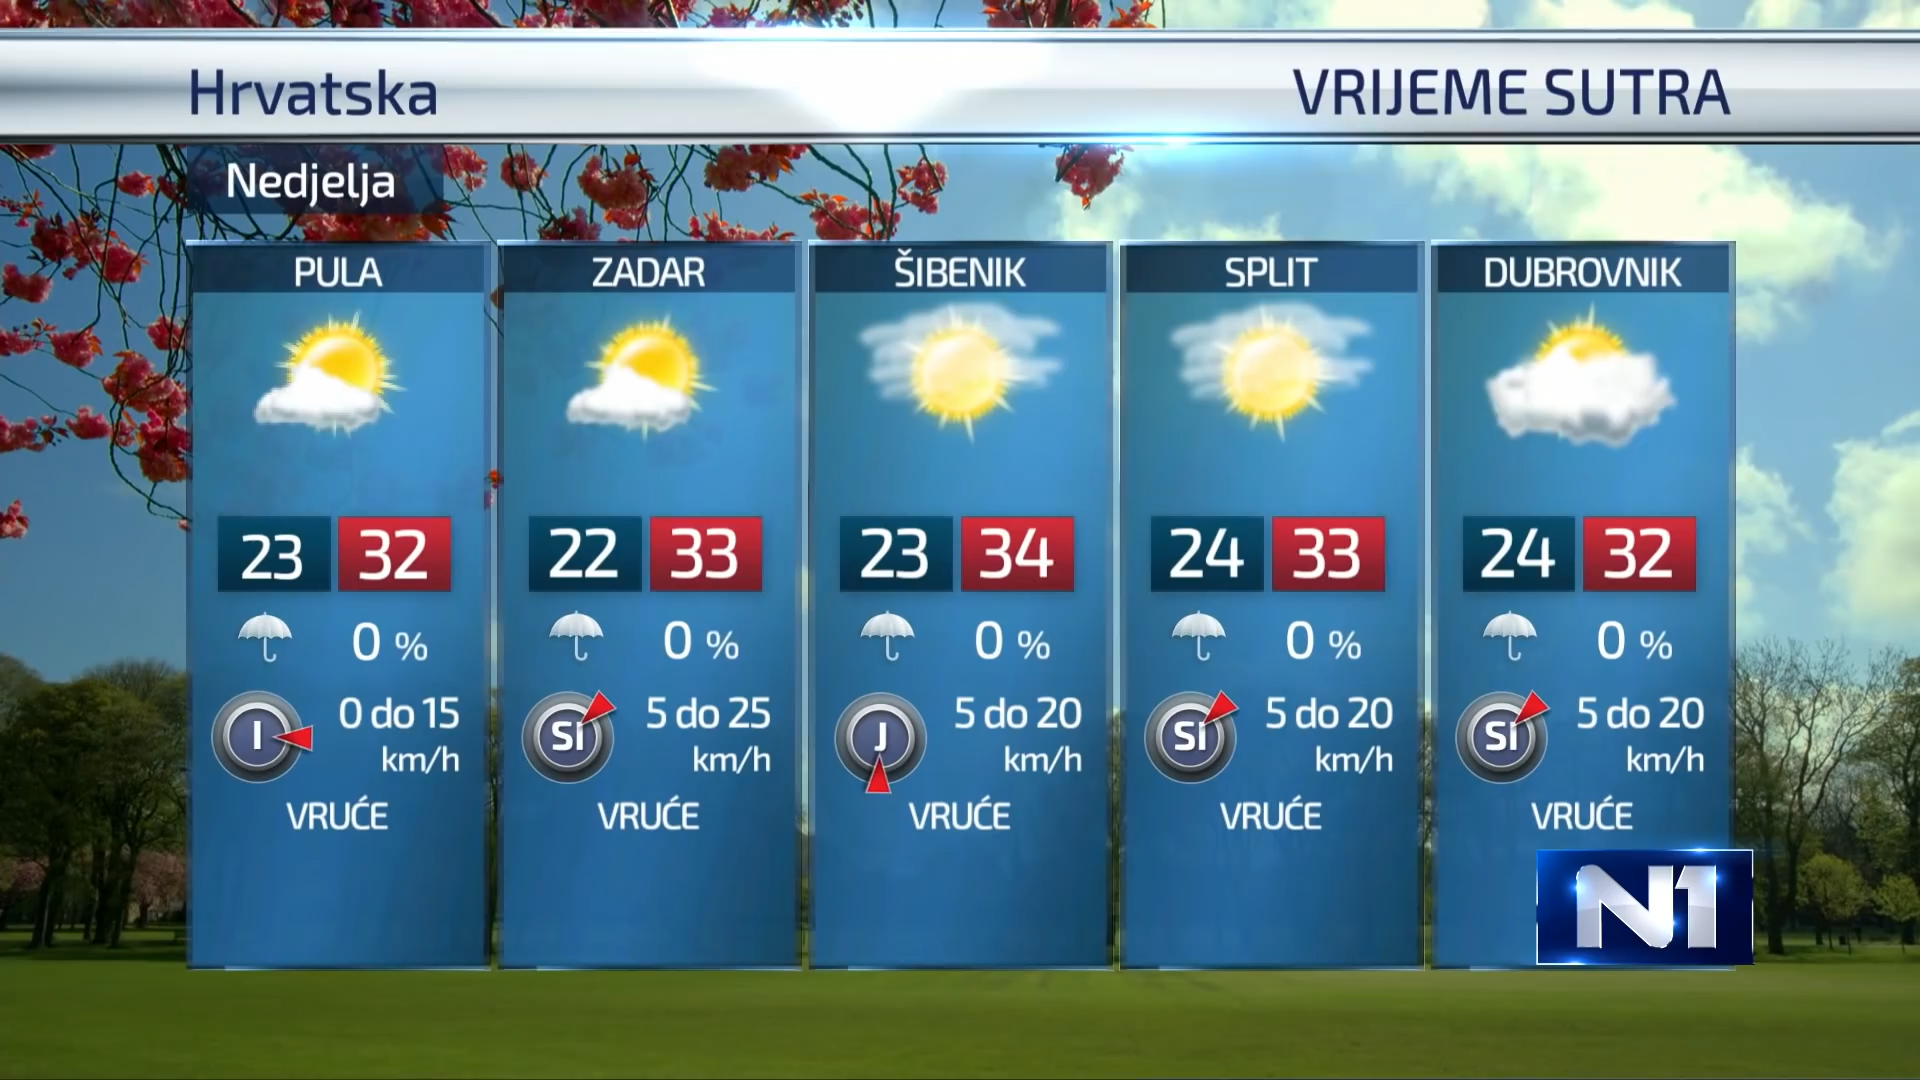 Hrvatska
VRIJEME SUTRA
Nedjelja
PULA
23 32
0 %
I
0 do 15
km/h
VRUĆE
ZADAR
22 33
0 %
SI
5 do 25
km/h
VRUĆE
ŠIBENIK
23 34
0 %
J
5 do 20
km/h
VRUĆE
SPLIT
24 33
0 %
SI
5 do 20
km/h
VRUĆE
DUBROVNIK
24 32
0 %
SI
5 do 20
km/h
VRUĆE
N1